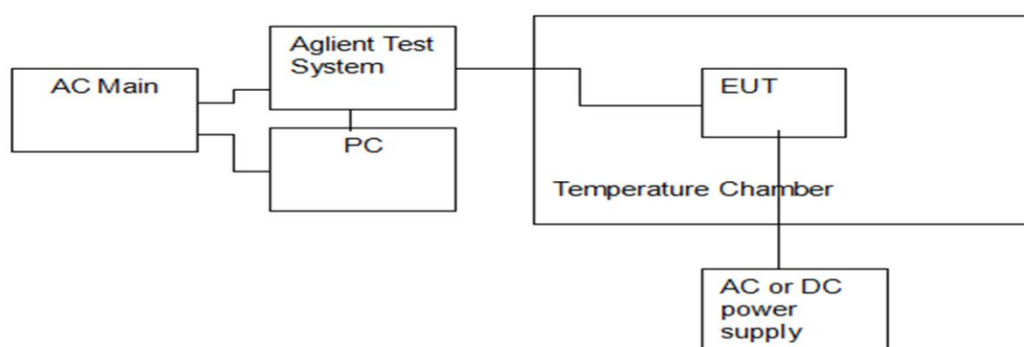 AC Main
Aglient Test
System
PC
EUT
Temperature Chamber
AC or DC
power
supply